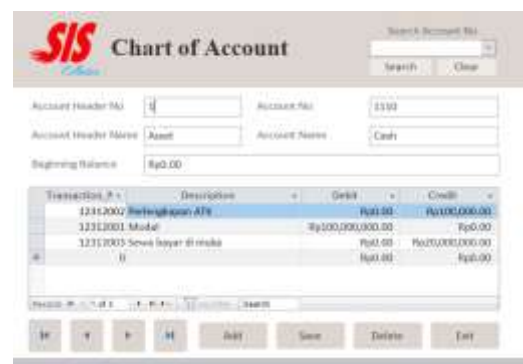 SIS
Chart of Account
Search Account No
Search Clear
Account Header No 1 Account No 1110
Account Header Name Asset Account Name Cash
Beginning Balance Rp0.00
Description Debit Credit
12312002 Perlengkapan ATK Rp0.00 Rp100,000.00
12312001 Modal Rp100,000,000.00 Rp0.00
12312003 Sewa bayar di muka Rp0.00 Rp20,000,000.00
0 Rp0.00 Rp0.00
Search
Add Save Delete Exit